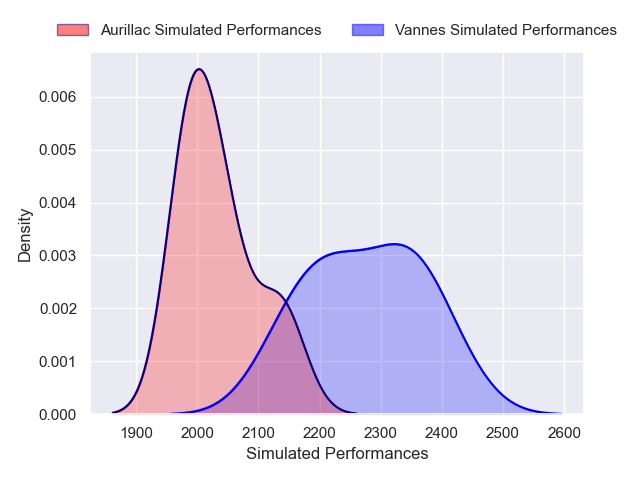 Aurillac Simulated Performances Vannes Simulated Performances
0.006
0.005
0.004
0.003
0.002
0.001
0.000
Density
1900 2000 2100 2200 2300 2400 2500 2600
Simulated Performances